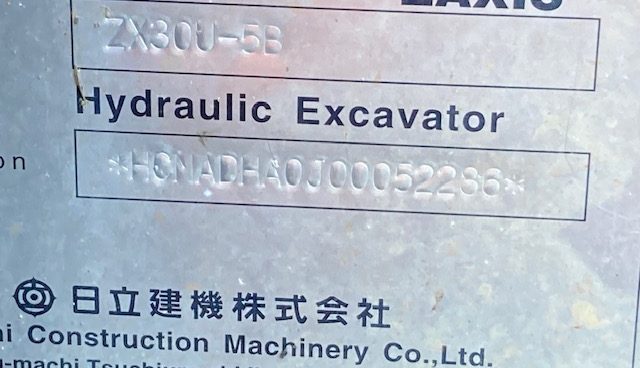 ZX30U-5B
Hydraulic Excavator
*HCNADHA0J00052286*
日立建機株式会社
Construction Machinery Co.,Ltd.